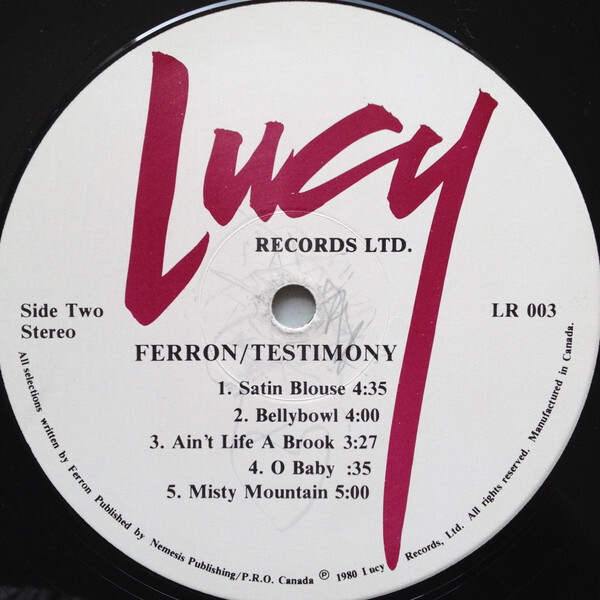 Lucy
RECORDS LTD.
Side Two
Stereo
LR 003
FERRON/TESTIMONY
1. Satin Blouse 4:35
2. Bellybowl 4:00
3. Ain't Life A Brook 3:27
4. O Baby :35
5. Misty Mountain 5:00
All selections written by Ferron Published by Nemesis Publishing/P.R.O. Canada ℗ 1980 Lucy Records, Ltd. All rights reserved. Manufactured in Canada.